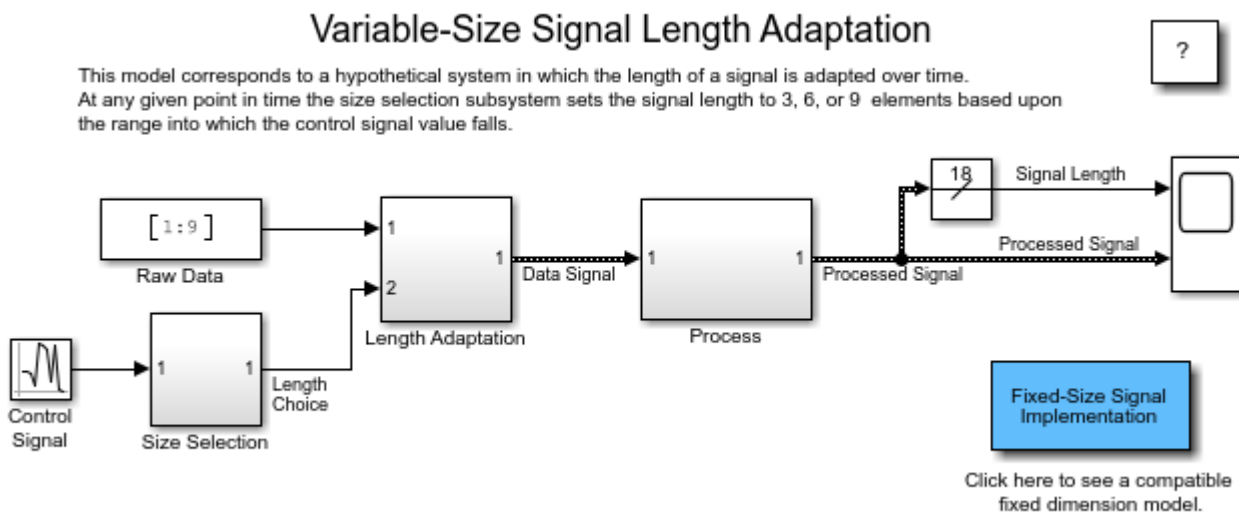 Variable-Size Signal Length Adaptation
?
This model corresponds to a hypothetical system in which the length of a signal is adapted over time.
At any given point in time the size selection subsystem sets the signal length to 3, 6, or 9 elements based upon
the range into which the control signal value falls.
18
Signal Length
[1:9]
Raw Data
1
2
1
Length Adaptation
Data Signal
1
1
Process
Processed Signal
Processed Signal
Control
Signal
1
1
Size Selection
Length
Choice
Fixed-Size Signal
Implementation
Click here to see a compatible
fixed dimension model.